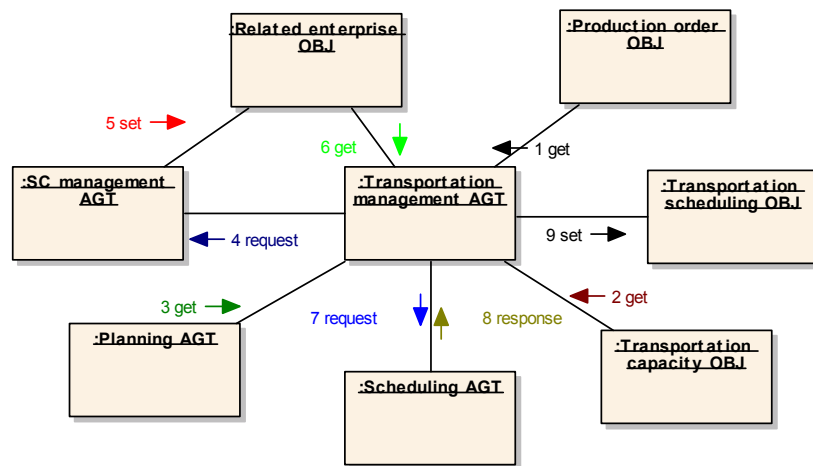 :Related enterprise
OBJ
:Production order
OBJ
5 set
6 get
1 get
:SC management
AGT
:Transportation
management AGT
:Transportation
scheduling OBJ
4 request
9 set
3 get
7 request
8 response
2 get
:Planning AGT
:Scheduling AGT
:Transportation
capacity OBJ